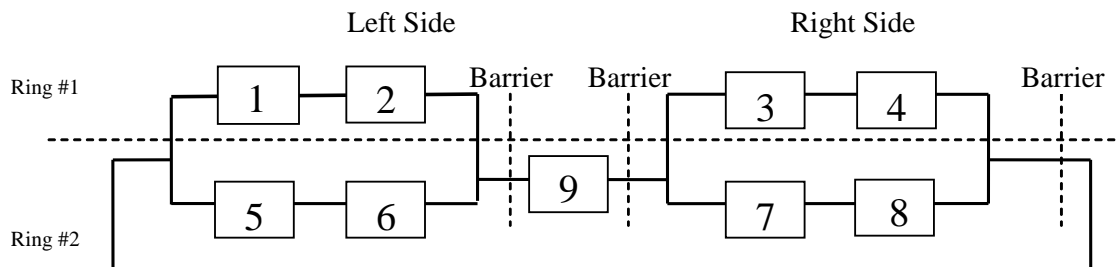 Left Side
Right Side
Ring #1
Barrier
Barrier
Barrier
1
2
3
4
9
5
6
7
8
Ring #2